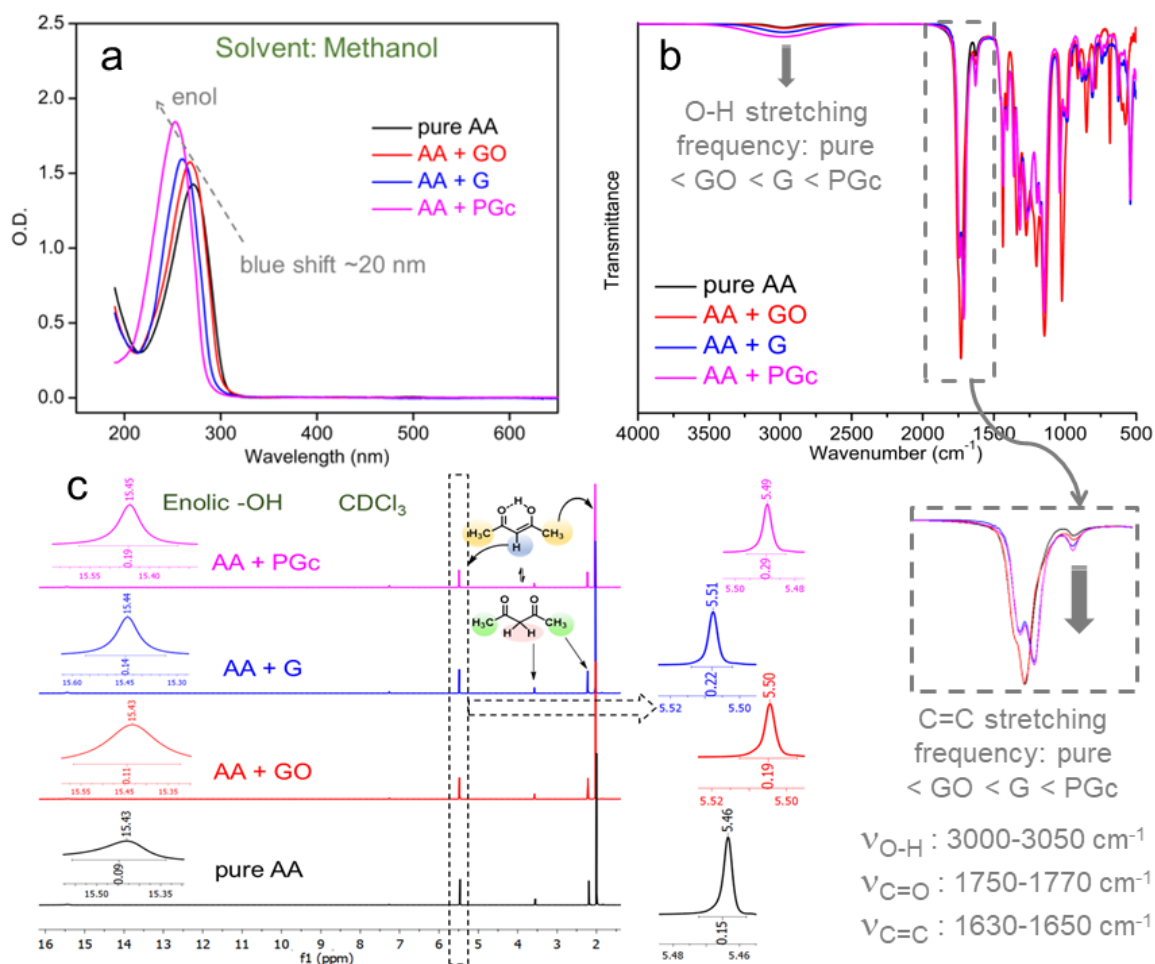 a
Solvent: Methanol
enol
pure AA
AA + GO
AA + G
AA + PGc
blue shift ~20 nm
2.5
2.0
1.5
1.0
0.5
0.0
O.D.
200 300 400 500 600
Wavelength (nm)
b
O-H stretching
frequency: pure
< GO < G < PGc
pure AA
AA + GO
AA + G
AA + PGc
Transmittance
4000 3500 3000 2500 2000 1500 1000 500
Wavenumber (cm-1)
C=C stretching
frequency: pure
< GO < G < PGc
νO-H : 3000-3050 cm-1
νC=O : 1750-1770 cm-1
νC=C : 1630-1650 cm-1
c
Enolic -OH CDCl3
15.45
0.19
15.55 15.40
AA + PGc
H
O O
H3C CH3
H
O O
H3C CH3
H H
5.49
0.29
5.50 5.48
15.44
0.14
15.60 15.45 15.30
AA + G
5.51
0.22
5.52 5.50
15.43
0.11
15.55 15.45 15.35
AA + GO
5.50
0.19
5.52 5.50
15.43
0.09
15.50 15.35
pure AA
5.46
0.15
5.48 5.46
16 15 14 13 12 11 10 9 8 7 6 5 4 3 2
f1 (ppm)